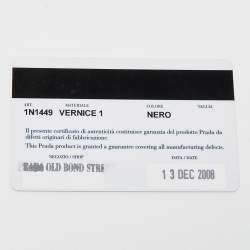 ART. MATERIALE COLORE TAGLIA
1N1449 VERNICE 1 NERO
Il presente certificato di autenticità costituisce garanzia del prodotto Prada da
difetti originari di fabbricazione.
This Prada product is granted a guarantee covering all manufacturing defects.
NEGOZIO / SHOP DATA / DATE
OLD BOND STRE 13 DEC 2008